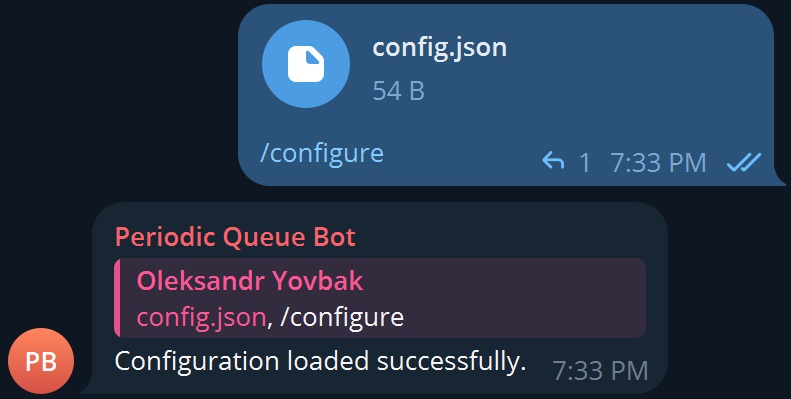 config.json
54 B
/configure
1 7:33 PM
Periodic Queue Bot
Oleksandr Yovbak
config.json, /configure
PB
Configuration loaded successfully.
7:33 PM